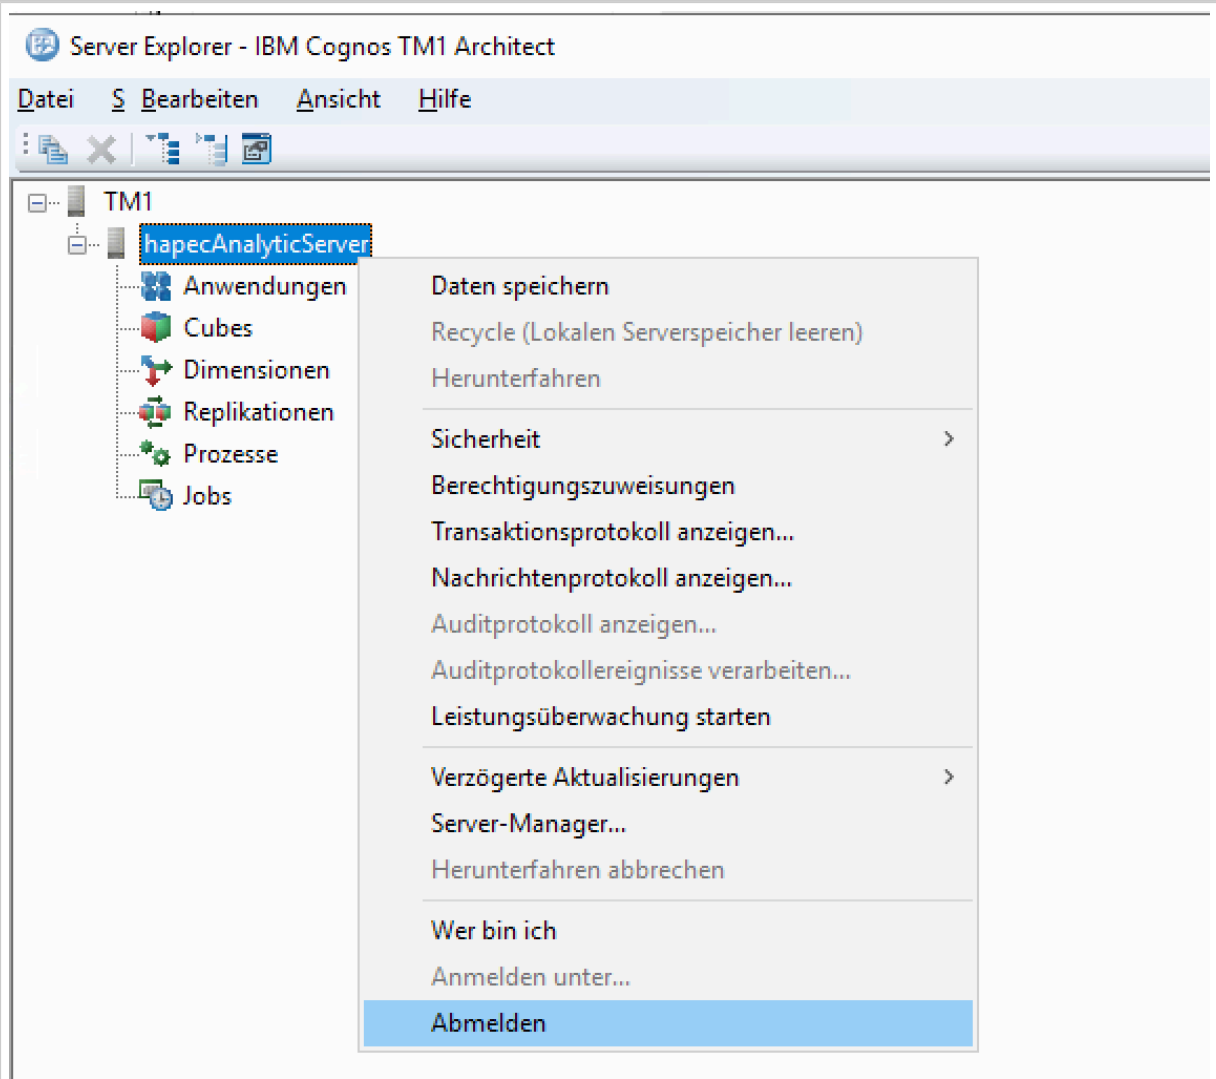 Server Explorer - IBM Cognos TM1 Architect
Datei S Bearbeiten Ansicht Hilfe
TM1
hapecAnalyticServer
Anwendungen
Cubes
Dimensionen
Replikationen
Prozesse
Jobs
Daten speichern
Recycle (Lokalen Serverspeicher leeren)
Herunterfahren
Sicherheit
Berechtigungszuweisungen
Transaktionsprotokoll anzeigen...
Nachrichtenprotokoll anzeigen...
Auditprotokoll anzeigen...
Auditprotokollereignisse verarbeiten...
Leistungsüberwachung starten
Verzögerte Aktualisierungen
Server-Manager...
Herunterfahren abbrechen
Wer bin ich
Anmelden unter...
Abmelden